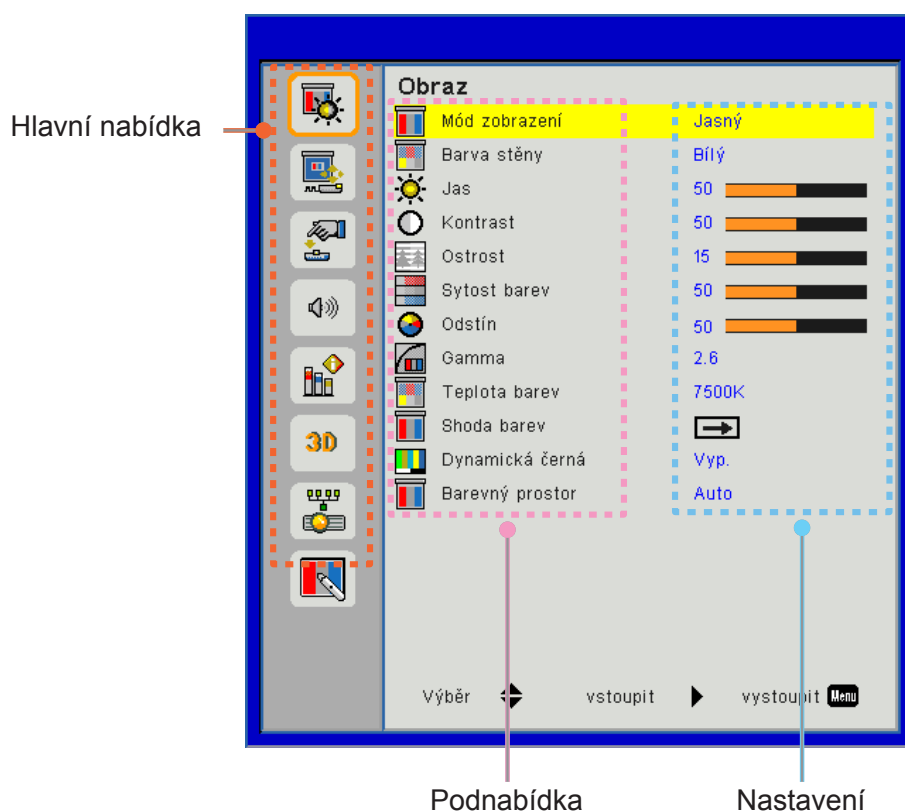 Obraz
Hlavní nabídka
Mód zobrazení Jasný
Barva stěny Bílý
Jas 50
Kontrast 50
Ostrost 15
Sytost barev 50
Odstín 50
Gamma 2.6
Teplota barev 7500K
Shoda barev
3D
Dynamická černá Vyp.
Barevný prostor Auto
Výběr vstoupit vystoupit Menu
Podnabídka Nastavení